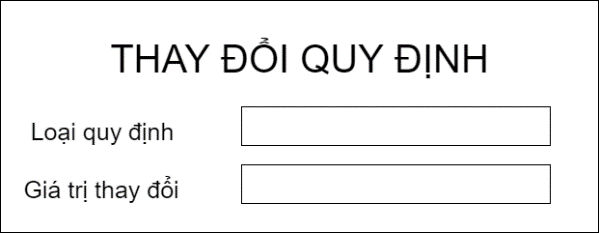 THAY ĐỔI QUY ĐỊNH
Loại quy định
Giá trị thay đổi